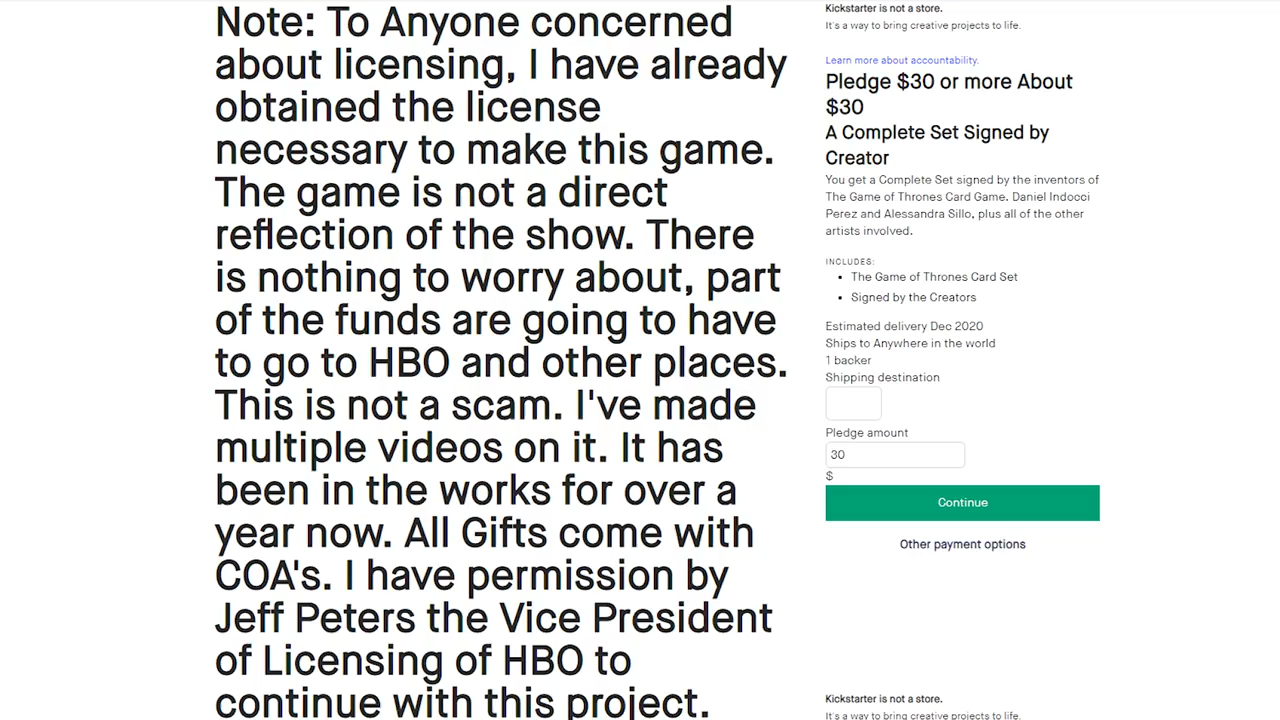 Note: To Anyone concerned
about licensing, I have already
obtained the license
necessary to make this game.
The game is not a direct
reflection of the show. There
is nothing to worry about, part
of the funds are going to have
to go to HBO and other places.
This is not a scam. I've made
multiple videos on it. It has
been in the works for over a
year now. All Gifts come with
COA's. I have permission by
Jeff Peters the Vice President
of Licensing of HBO to
continue with this project.
Kickstarter is not a store.
It's a way to bring creative projects to life.
Learn more about accountability.
Pledge $30 or more About
$30
A Complete Set Signed by
Creator
You get a Complete Set signed by the inventors of
The Game of Thrones Card Game. Daniel Indocci
Perez and Alessandra Sillo, plus all of the other
artists involved.
INCLUDES:
• The Game of Thrones Card Set
• Signed by the Creators
Estimated delivery Dec 2020
Ships to Anywhere in the world
1 backer
Shipping destination
Pledge amount
30
$
Continue
Other payment options
Kickstarter is not a store.
It's a way to bring creative projects to life.